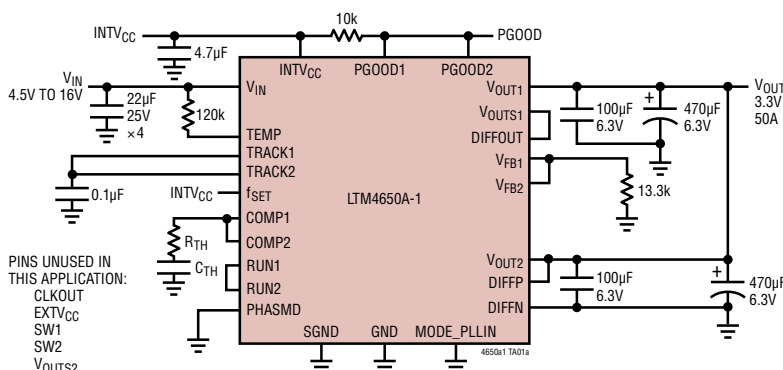 10k
INTVCC
PGOOD
4.7µF
INTVCC PGOOD1 PGOOD2
VIN
4.5V TO 16V
22µF
25V
×4
120k
VIN
TEMP
TRACK1
TRACK2
0.1µF
INTVCC
fSET
COMP1
COMP2
RTH
CTH
RUN1
RUN2
PHASMD
LTM4650A-1
SGND GND MODE_PLLIN
VOUT1
VOUTS1
DIFFOUT
VFB1
VFB2
VOUT2
DIFFP
DIFFN
100µF
6.3V
+
470µF
6.3V
VOUT
3.3V
50A
13.3k
100µF
6.3V
+
470µF
6.3V
4650a1 TA01a
PINS UNUSED IN
THIS APPLICATION:
CLKOUT
EXTVCC
SW1
SW2
VOUTS2